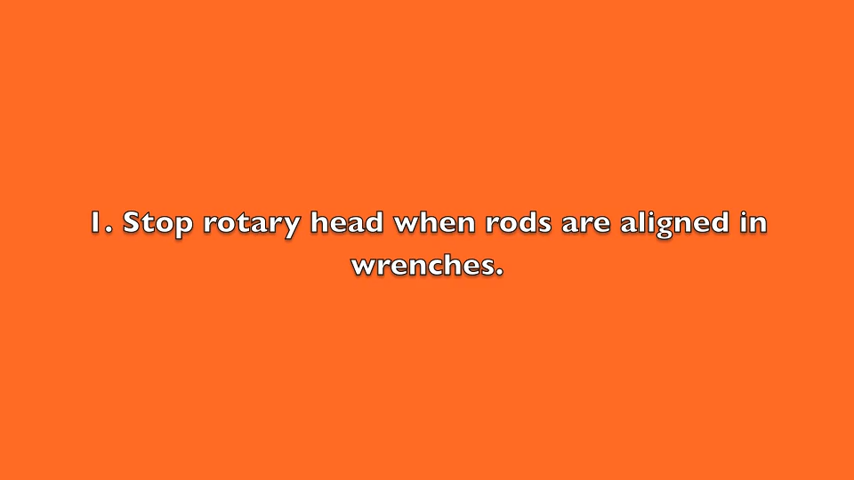 1. Stop rotary head when rods are aligned in
wrenches.